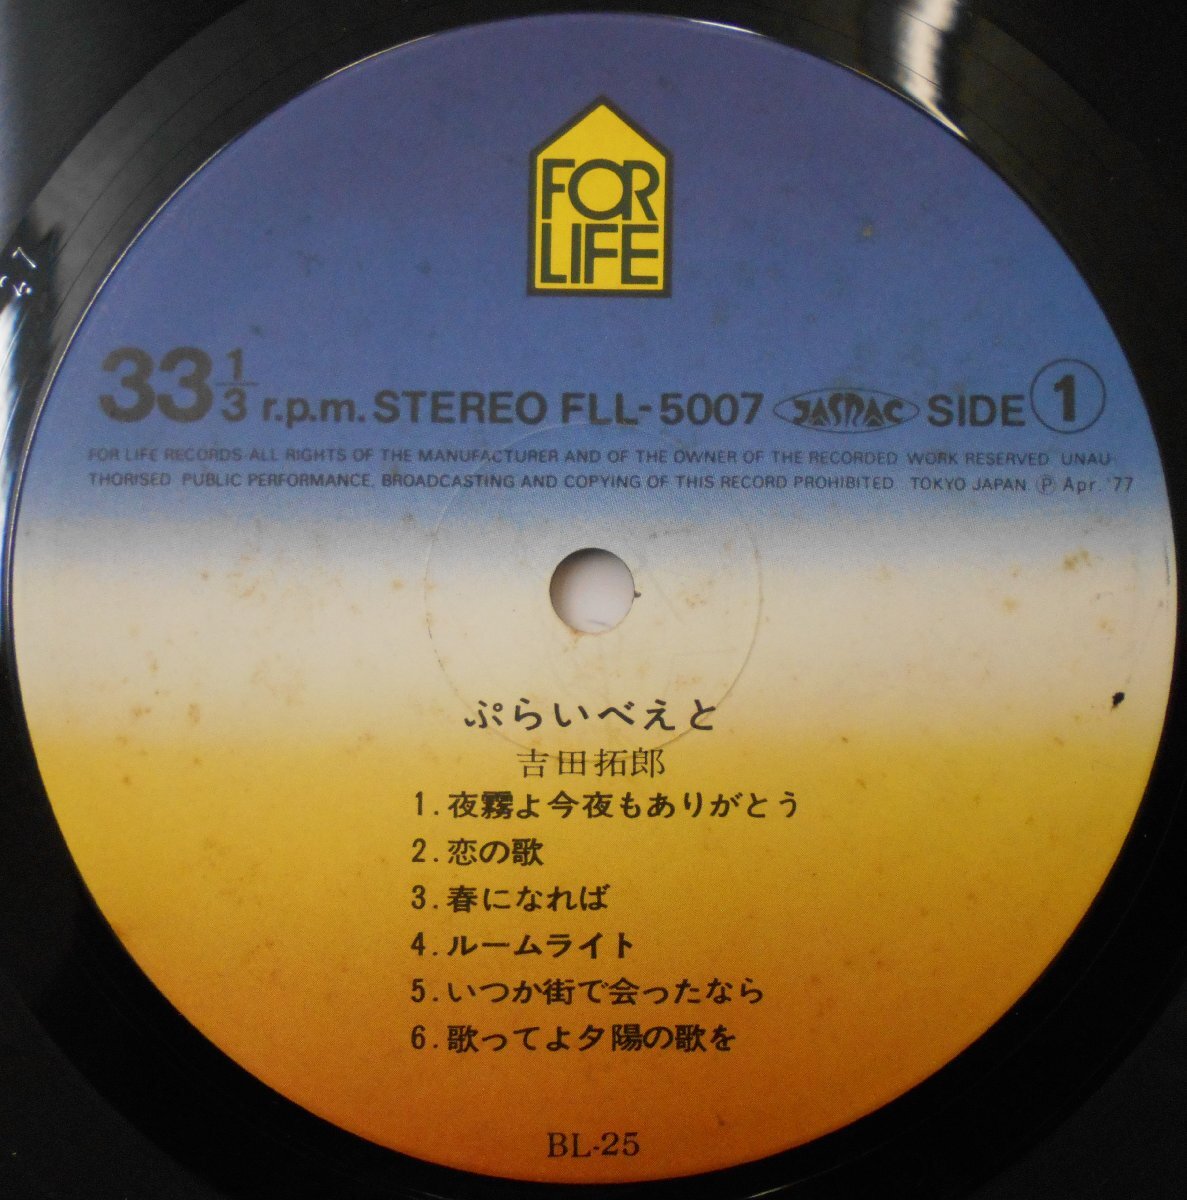 FOR
LIFE
33 1/3 r.p.m. STEREO FLL-5007 JASRAC SIDE 1
FOR LIFE RECORDS ALL RIGHTS OF THE MANUFACTURER AND OF THE OWNER OF THE RECORDED WORK RESERVED. UNAU-
THORISED PUBLIC PERFORMANCE. BROADCASTING AND COPYING OF THIS RECORD PROHIBITED. TOKYO JAPAN. Ⓟ Apr. '77
ぷらいべえと
吉田拓郎
1.夜霧よ今夜もありがとう
2.恋の歌
3.春になれば
4.ルームライト
5.いつか街で会ったなら
6.歌ってよ夕陽の歌を
BL-25